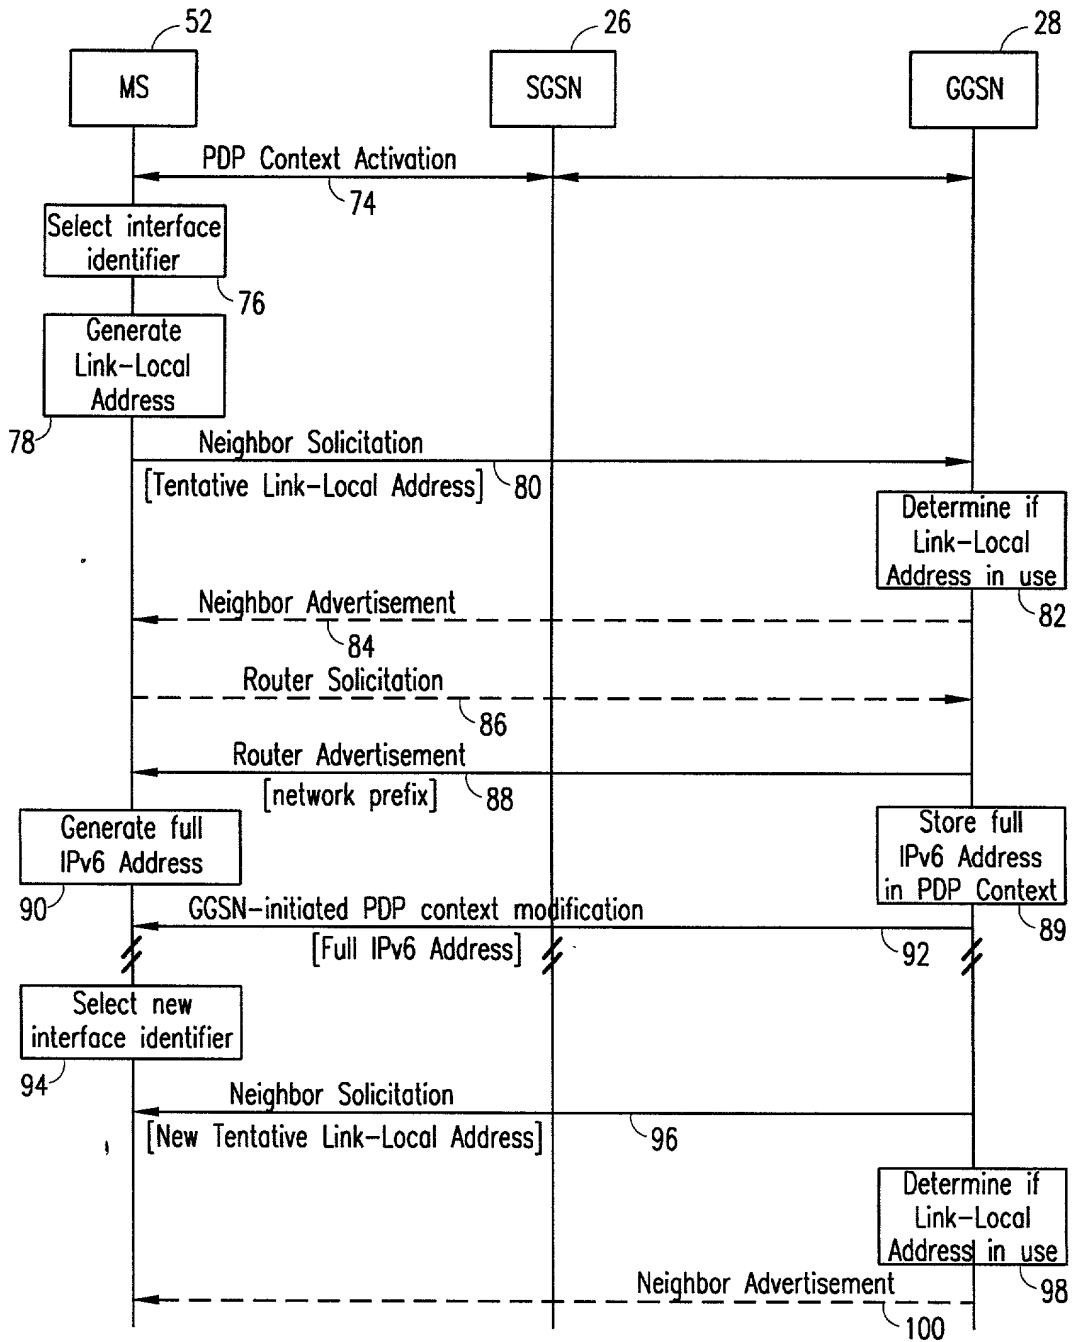 52
26
28
MS
SGSN
GGSN
PDP Context Activation
74
Select interface
identifier
76
Generate
Link-Local
Address
78
Neighbor Solicitation
[Tentative Link-Local Address]
80
Determine if
Link-Local
Address in use
82
Neighbor Advertisement
84
Router Solicitation
86
Router Advertisement
[network prefix]
88
Generate full
IPv6 Address
90
Store full
IPv6 Address
in PDP Context
89
GGSN-initiated PDP context modification
[Full IPv6 Address]
92
Select new
interface identifier
94
Neighbor Solicitation
[New Tentative Link-Local Address]
96
Determine if
Link-Local
Address in use
98
Neighbor Advertisement
100